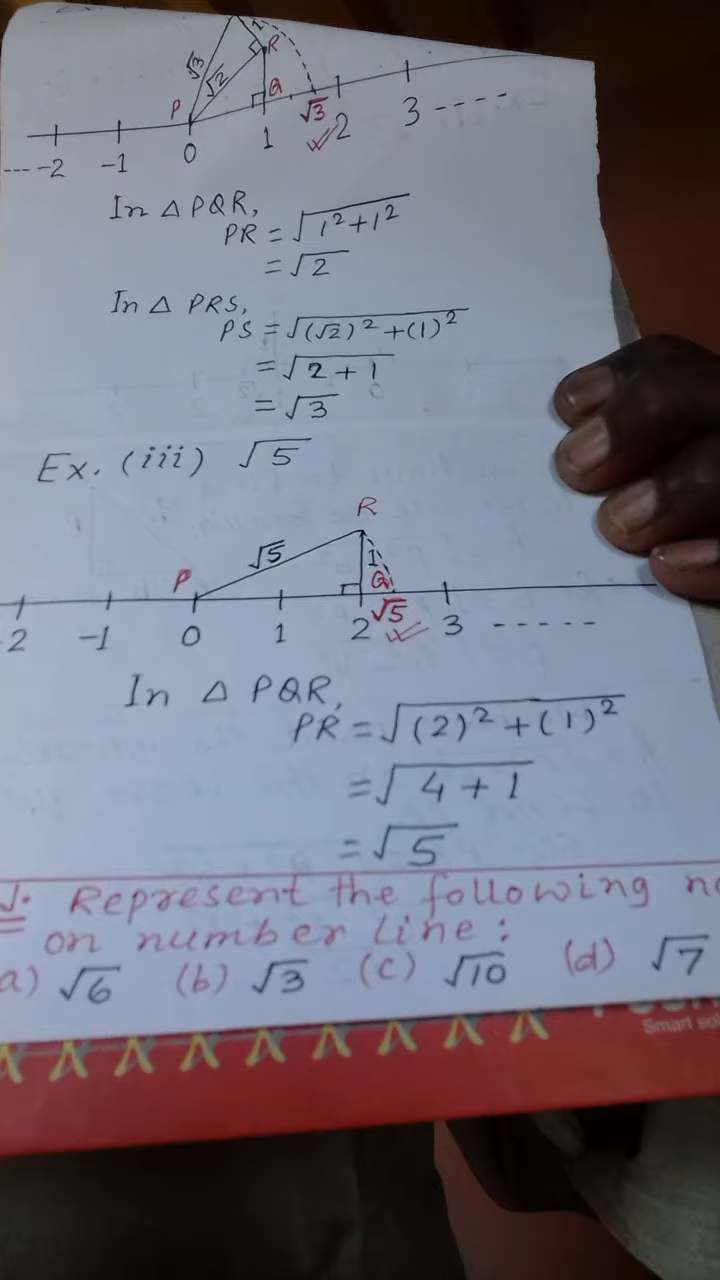 S
1
R
√3
√2
P
Q
√3
--- -2 -1 0 1 2 3 ----
In △ PQR,
PR = √1²+1²
= √2
In △ PRS,
PS = √(√2)²+(1)²
= √2+1
= √3
Ex. (iii) √5
R
√5
1
P
Q
√5
2 -1 0 1 2 3 -----
In △ PQR,
PR = √(2)²+(1)²
= √4+1
= √5
Represent the following
on number line:
a) √6 (b) √3 (c) √10 (d) √7
Smart